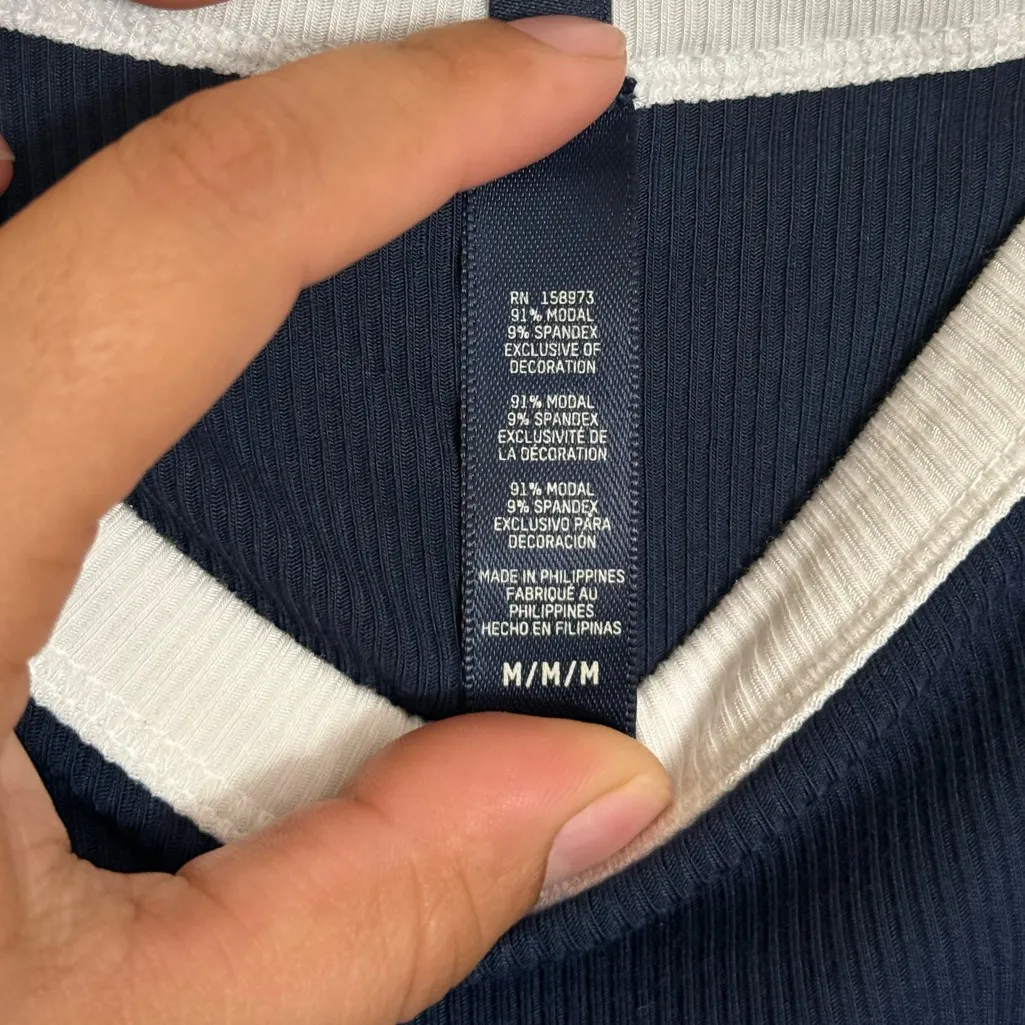 RN 158973
91% MODAL
9% SPANDEX
EXCLUSIVE OF
DECORATION
91% MODAL
9% SPANDEX
EXCLUSIVITÉ DE
LA DÉCORATION
91% MODAL
9% SPANDEX
EXCLUSIVO PARA
DECORACIÓN
MADE IN PHILIPPINES
FABRIQUÉ AU
PHILIPPINES
HECHO EN FILIPINAS
M/M/M